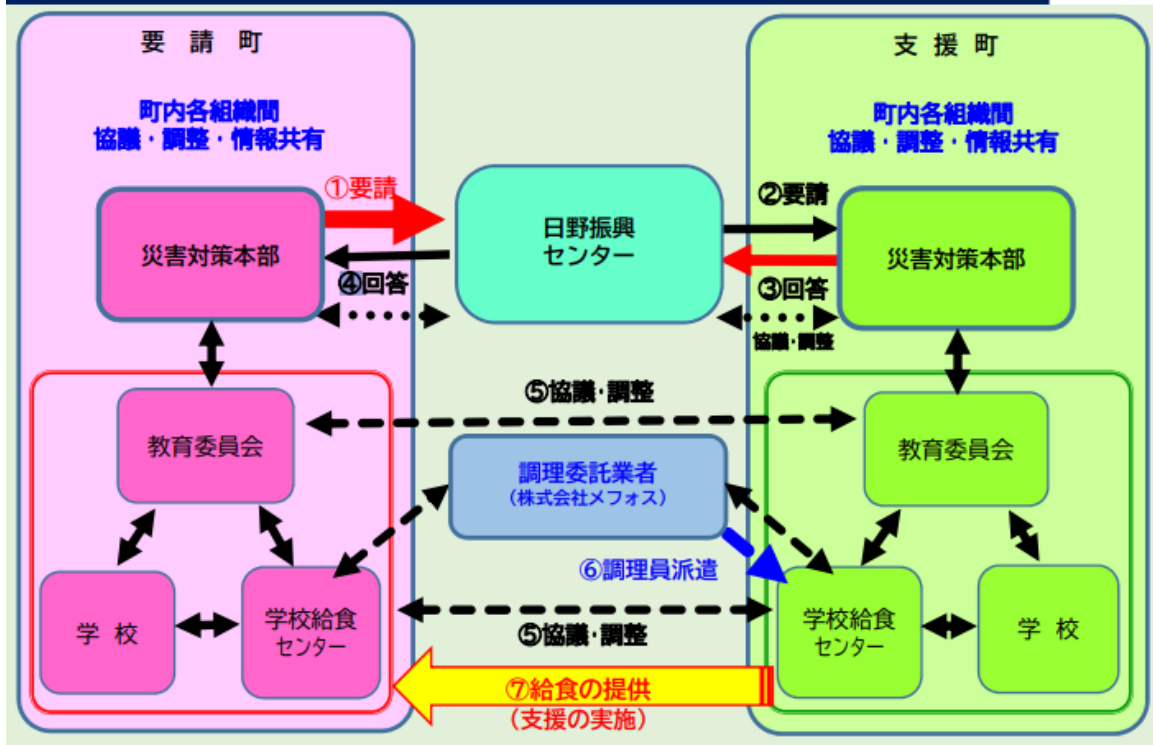 要 請 町
町内各組織間
協議・調整・情報共有
支 援 町
町内各組織間
協議・調整・情報共有
①要請
災害対策本部
④回答
日野振興
センター
②要請
③回答
協議・調整
災害対策本部
⑤協議・調整
教育委員会
調理委託業者
（株式会社メフォス）
教育委員会
⑥調理員派遣
学 校
学校給食
センター
⑤協議・調整
学校給食
センター
学 校
⑦給食の提供
（支援の実施）